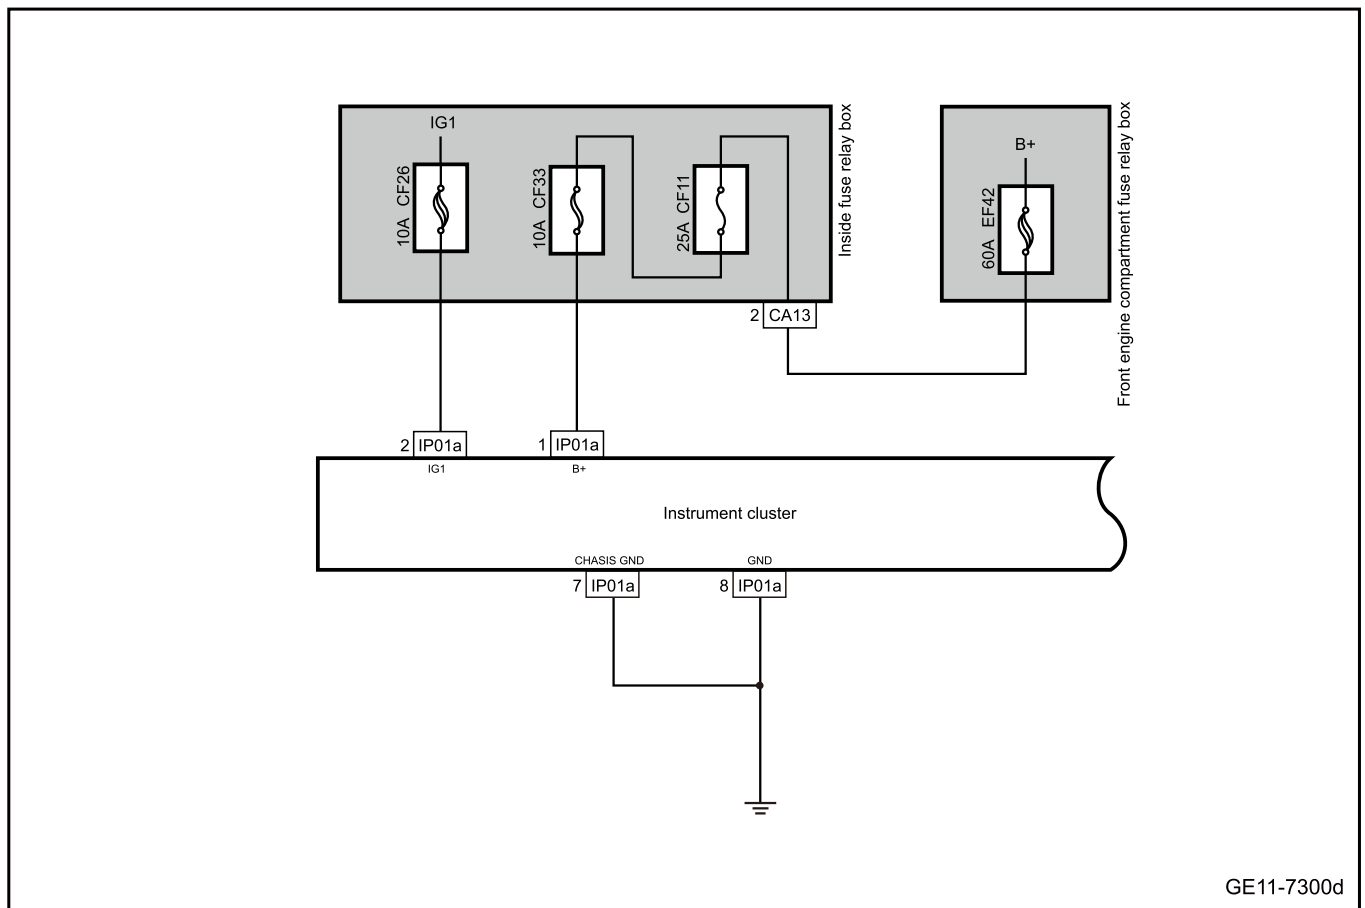 IG1
10A CF26
10A CF33
25A CF11
Inside fuse relay box
B+
60A EF42
Front engine compartment fuse relay box
2 CA13
2 IP01a
1 IP01a
IG1
B+
Instrument cluster
CHASIS GND
GND
7 IP01a
8 IP01a
GE11-7300d